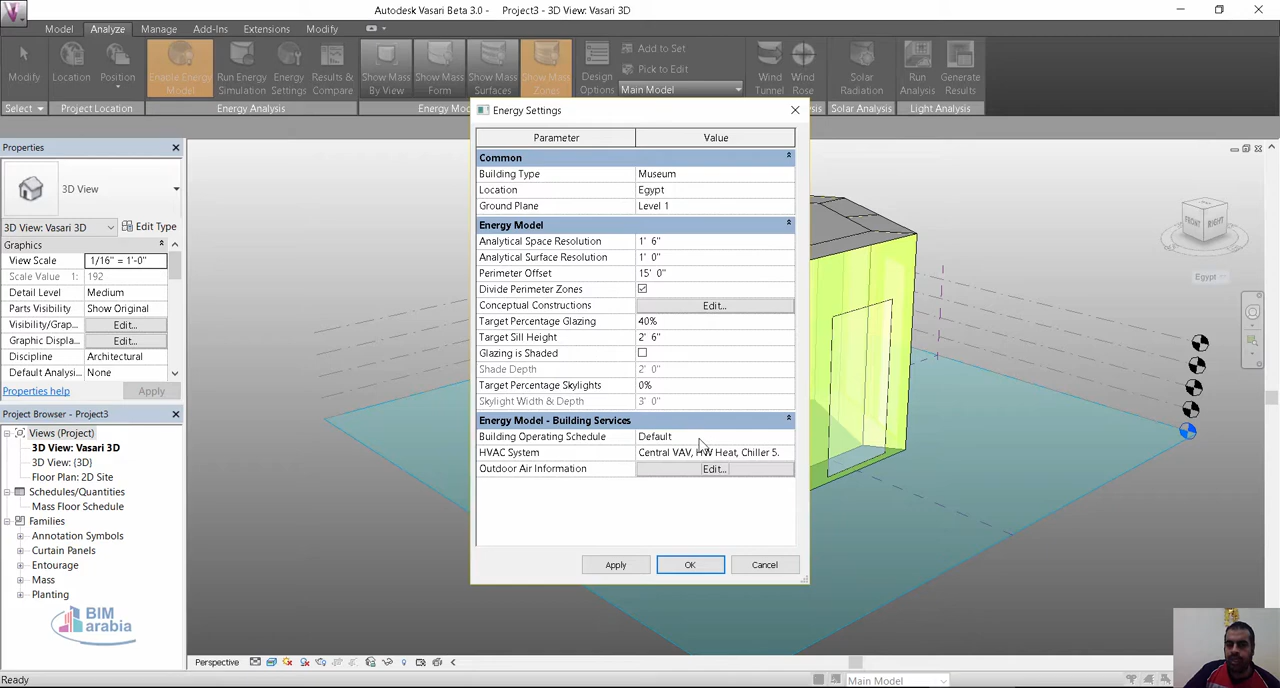 Autodesk Vasari Beta 3.0 - Project3 - 3D View: Vasari 3D
Model Analyze Manage Add-Ins Extensions Modify
Modify
Location
Position
Enable Energy Model
Run Energy Simulation
Energy Settings
Results & Compare
Show Mass By View
Show Mass Form
Show Mass Surfaces
Show Mass Zones
Design Options
Add to Set
Pick to Edit
Main Model
Wind Tunnel
Wind Rose
Solar Radiation
Run Analysis
Generate Results
Select
Project Location
Energy Analysis
Solar Analysis
Light Analysis
Properties
3D View
3D View: Vasari 3D
Edit Type
Graphics
View Scale 1/16" = 1'-0"
Scale Value 1: 192
Detail Level Medium
Parts Visibility Show Original
Visibility/Grap... Edit...
Graphic Displa... Edit...
Discipline Architectural
Default Analysi... None
Properties help Apply
Project Browser - Project3
Views (Project)
3D View: Vasari 3D
3D View: (3D)
Floor Plan: 2D Site
Schedules/Quantities
Mass Floor Schedule
Families
Annotation Symbols
Curtain Panels
Entourage
Mass
Planting
BIM
arabia
Energy Settings
Parameter Value
Common
Building Type Museum
Location Egypt
Ground Plane Level 1
Energy Model
Analytical Space Resolution 1' 6"
Analytical Surface Resolution 1' 0"
Perimeter Offset 15' 0"
Divide Perimeter Zones
Conceptual Constructions Edit...
Target Percentage Glazing 40%
Target Sill Height 2' 6"
Glazing is Shaded
Shade Depth 2' 0"
Target Percentage Skylights 0%
Skylight Width & Depth 3' 0"
Energy Model - Building Services
Building Operating Schedule Default
HVAC System Central VAV, HW Heat, Chiller 5.
Outdoor Air Information Edit...
Apply OK Cancel
FRONT RIGHT
Egypt
Perspective
Ready
Main Model